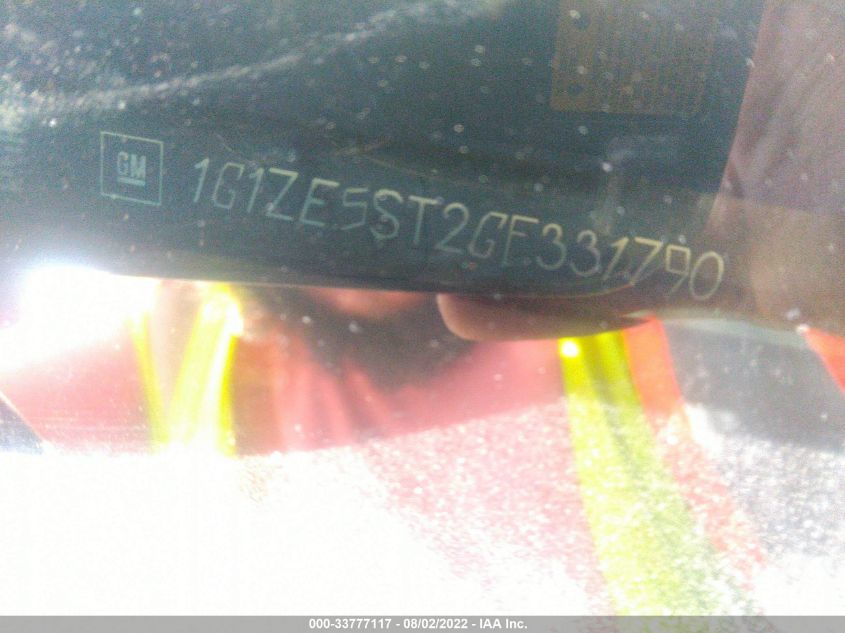 GM
1G1ZE5ST2GF331790
000-33777117 - 08/02/2022 - IAA Inc.